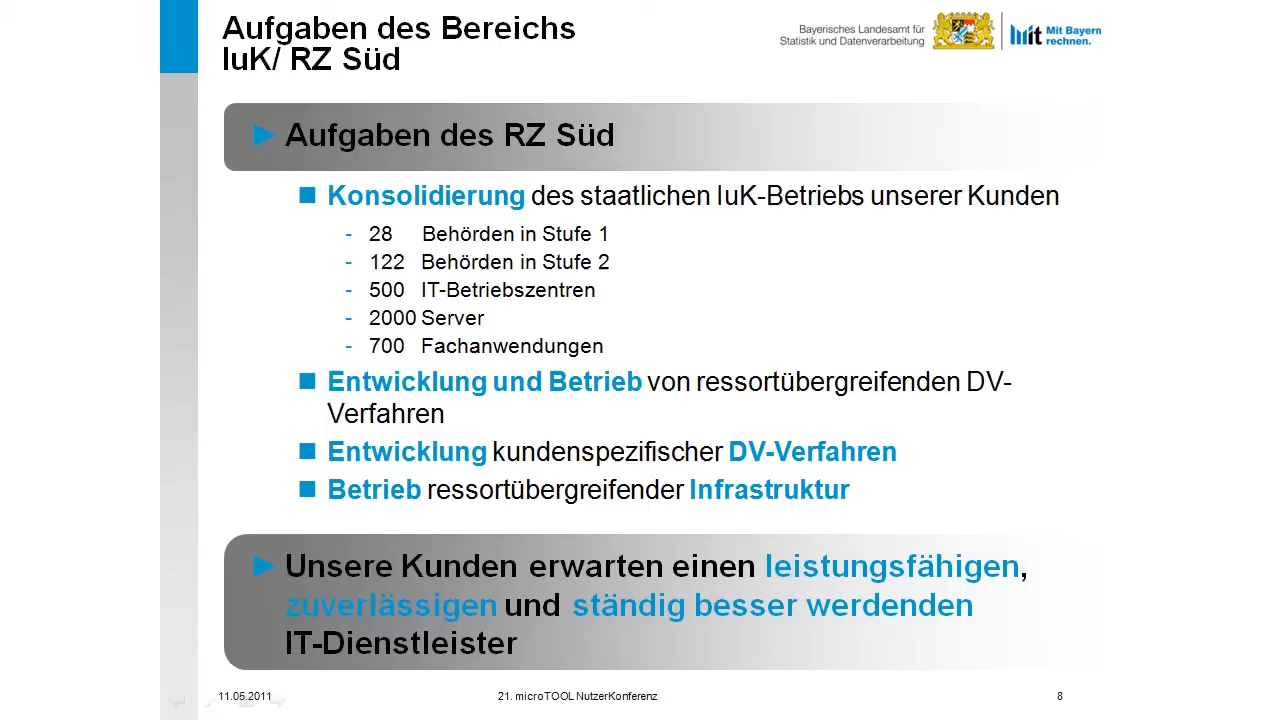 Aufgaben des Bereichs
IuK/ RZ Süd
Bayerisches Landesamt für
Statistik und Datenverarbeitung
mit Mit Bayern
rechnen.
Aufgaben des RZ Süd
Konsolidierung des staatlichen IuK-Betriebs unserer Kunden
- 28 Behörden in Stufe 1
- 122 Behörden in Stufe 2
- 500 IT-Betriebszentren
- 2000 Server
- 700 Fachanwendungen
Entwicklung und Betrieb von ressortübergreifenden DV-
Verfahren
Entwicklung kundenspezifischer DV-Verfahren
Betrieb ressortübergreifender Infrastruktur
Unsere Kunden erwarten einen leistungsfähigen,
zuverlässigen und ständig besser werdenden
IT-Dienstleister
11.05.2011 21. microTOOL NutzerKonferenz 8